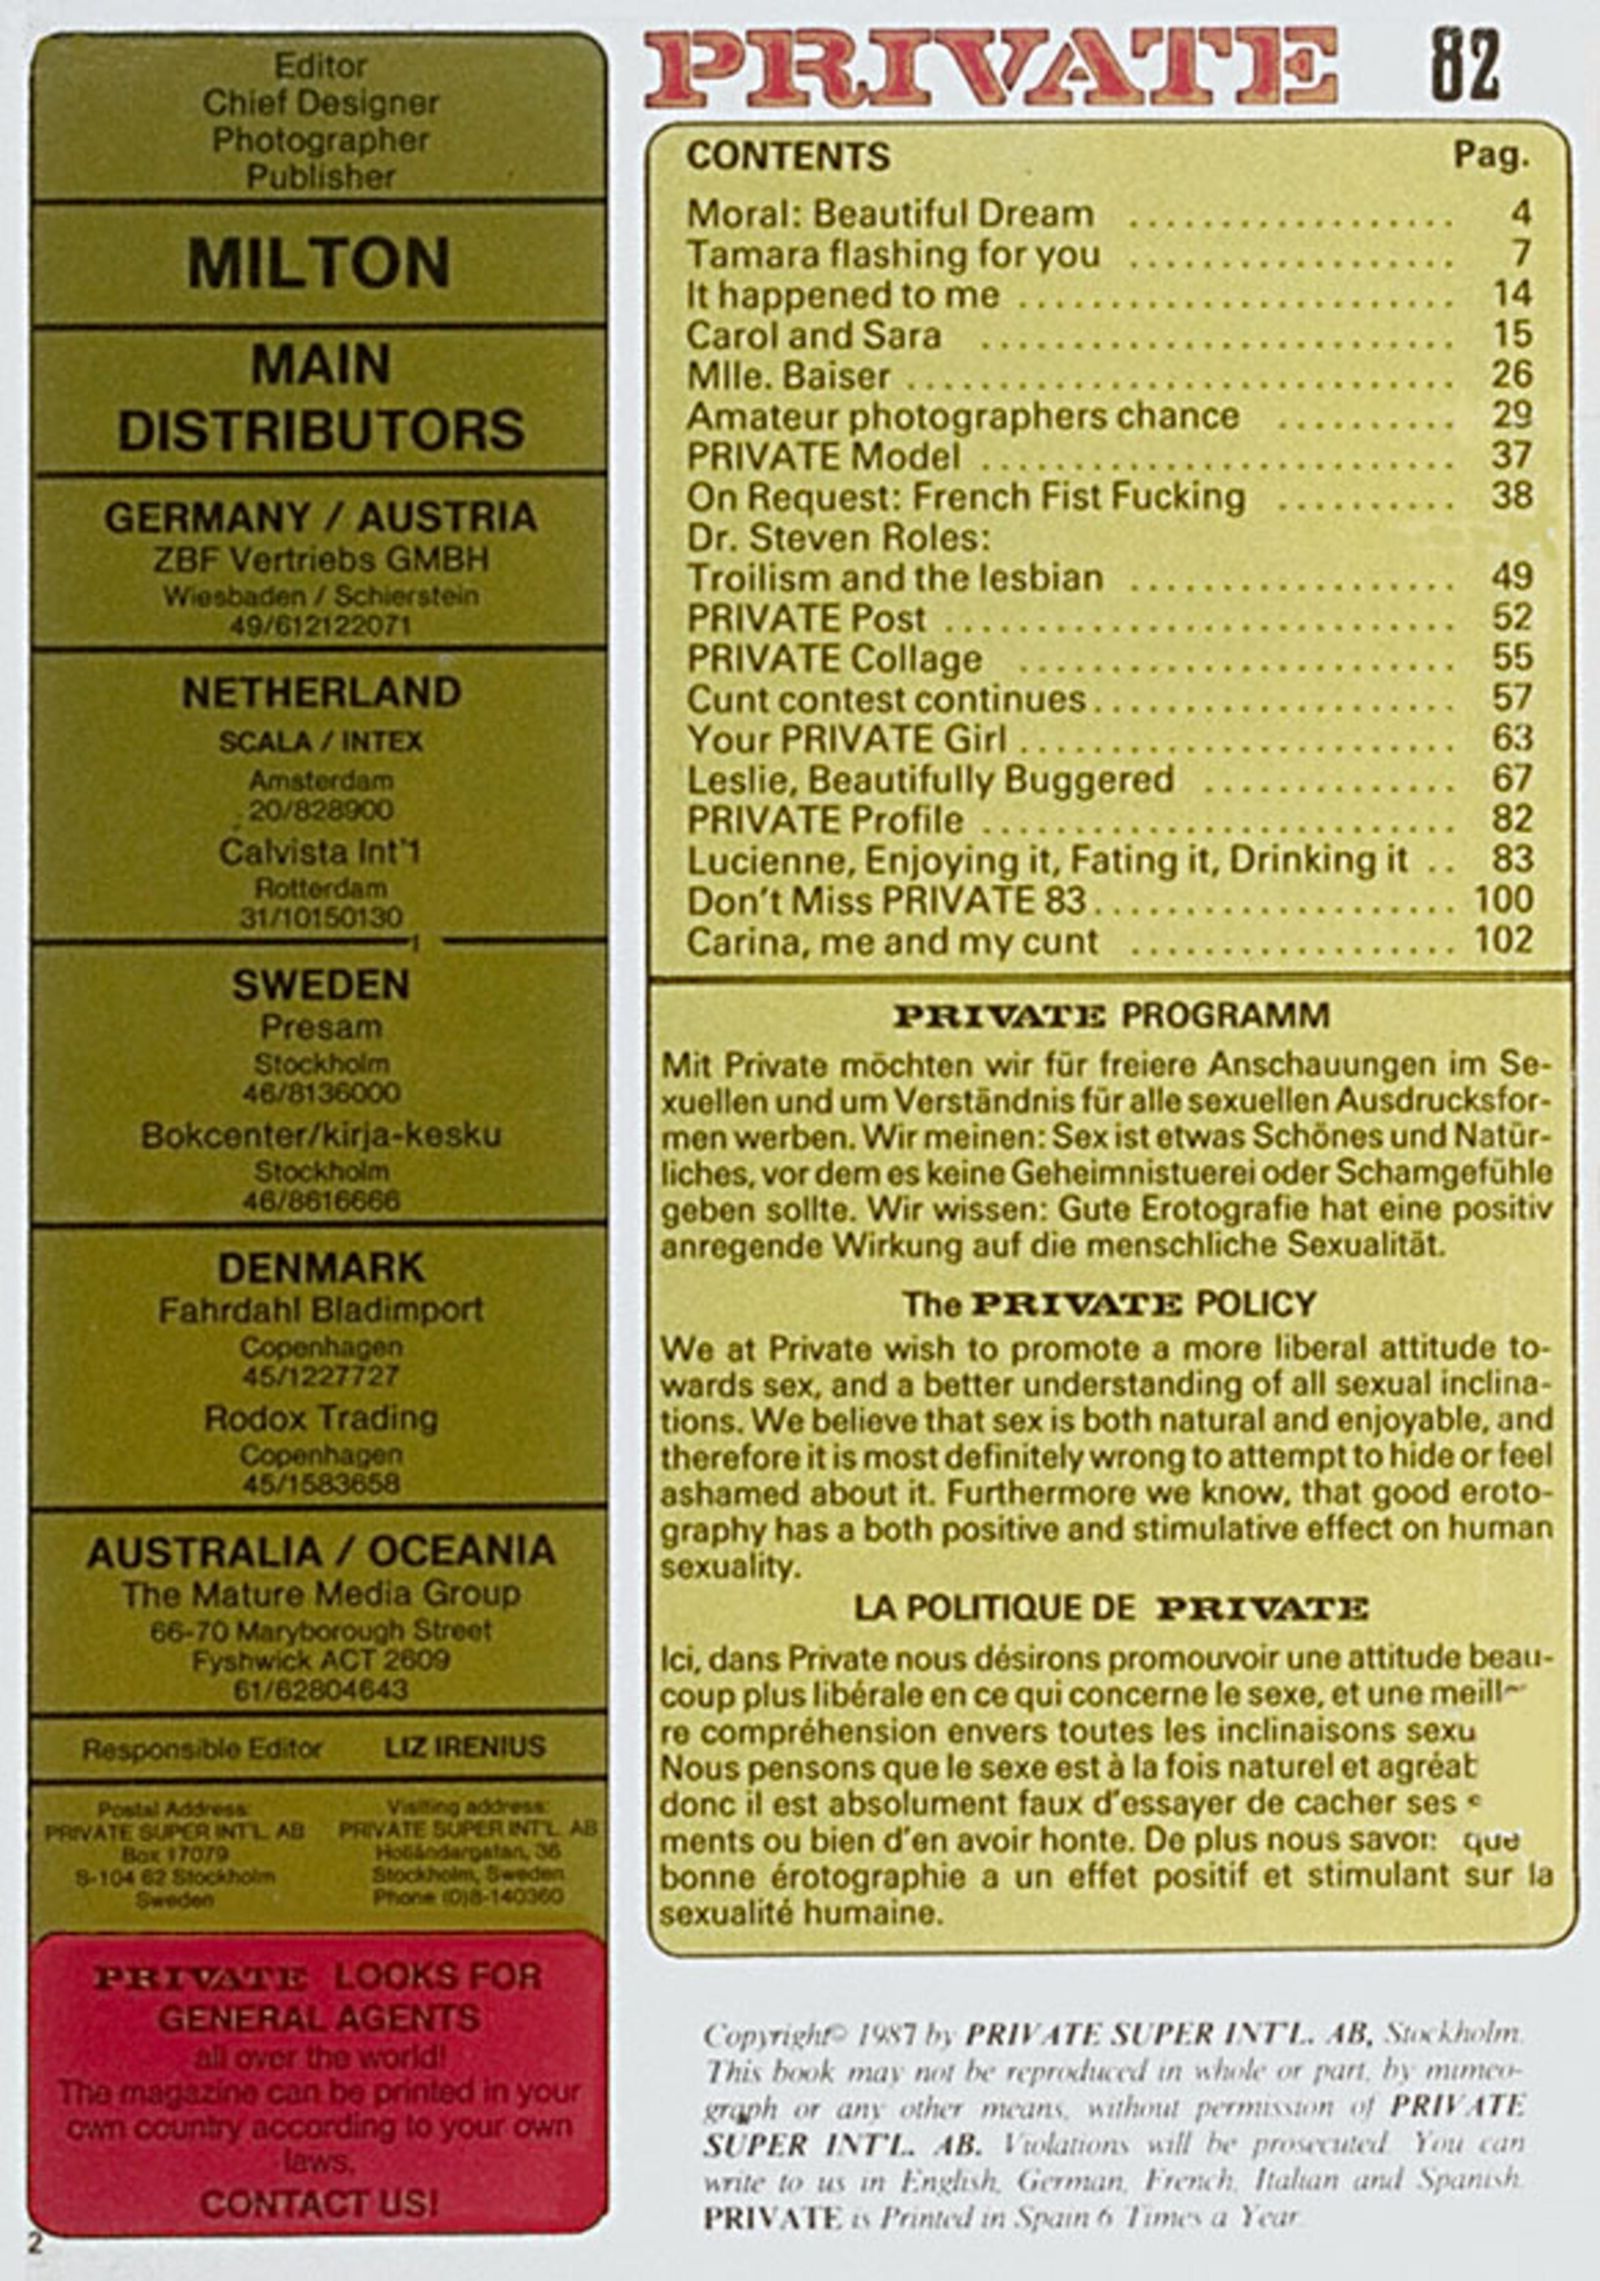 Editor
Chief Designer
Photographer
Publisher
MILTON
MAIN
DISTRIBUTORS
GERMANY / AUSTRIA
ZBF Vertriebs GMBH
Wiesbaden / Schierstein
49/612122071
NETHERLAND
SCALA / INTEX
Amsterdam
20/828900
Calvista Int'l
Rotterdam
31/10150130
SWEDEN
Presam
Stockholm
46/8136000
Bokcenter/kirja-kesku
Stockholm
46/8616666
DENMARK
Fahrdahl Bladimport
Copenhagen
45/1227727
Rodox Trading
Copenhagen
45/1583658
AUSTRALIA / OCEANIA
The Mature Media Group
66-70 Maryborough Street
Fyshwick ACT 2609
61/62804643
Responsible Editor LIZ IRENIUS
Postal Address:
PRIVATE SUPER INT'L. AB
Box 17079
S-104 62 Stockholm
Sweden
Visiting address:
PRIVATE SUPER INT'L. AB
Holländargatan, 36
Stockholm, Sweden
Phone (0)8-140360
PRIVATE LOOKS FOR
GENERAL AGENTS
all over the world!
The magazine can be printed in your
own country according to your own
laws.
CONTACT US!
2
PRIVATE 82
CONTENTS Pag.
Moral: Beautiful Dream .................. 4
Tamara flashing for you .................. 7
It happened to me ........................ 14
Carol and Sara .......................... 15
Mlle. Baiser .............................. 26
Amateur photographers chance .......... 29
PRIVATE Model .......................... 37
On Request: French Fist Fucking .......... 38
Dr. Steven Roles:
Troilism and the lesbian .................. 49
PRIVATE Post ............................ 52
PRIVATE Collage ........................ 55
Cunt contest continues.................... 57
Your PRIVATE Girl ........................ 63
Leslie, Beautifully Buggered .............. 67
PRIVATE Profile .......................... 82
Lucienne, Enjoying it, Fating it, Drinking it .. 83
Don't Miss PRIVATE 83.................... 100
Carina, me and my cunt .................. 102
PRIVATE PROGRAMM
Mit Private möchten wir für freiere Anschauungen im Se-
xuellen und um Verständnis für alle sexuellen Ausdrucksfor-
men werben. Wir meinen: Sex ist etwas Schönes und Natür-
liches, vor dem es keine Geheimnistuerei oder Schamgefühle
geben sollte. Wir wissen: Gute Erotografie hat eine positiv
anregende Wirkung auf die menschliche Sexualität.
The PRIVATE POLICY
We at Private wish to promote a more liberal attitude to-
wards sex, and a better understanding of all sexual inclina-
tions. We believe that sex is both natural and enjoyable, and
therefore it is most definitely wrong to attempt to hide or feel
ashamed about it. Furthermore we know, that good eroto-
graphy has a both positive and stimulative effect on human
sexuality.
LA POLITIQUE DE PRIVATE
Ici, dans Private nous désirons promouvoir une attitude beau-
coup plus libérale en ce qui concerne le sexe, et une meill
re compréhension envers toutes les inclinaisons sexu
Nous pensons que le sexe est à la fois naturel et agréab
donc il est absolument faux d'essayer de cacher ses
ments ou bien d'en avoir honte. De plus nous savon que
bonne érotographie a un effet positif et stimulant sur la
sexualité humaine.
Copyright© 1987 by PRIVATE SUPER INT'L. AB, Stockholm.
This book may not be reproduced in whole or part, by mimeo-
graph or any other means, without permission of PRIVATE
SUPER INT'L. AB. Violations will be prosecuted. You can
write to us in English, German, French, Italian and Spanish.
PRIVATE is Printed in Spain 6 Times a Year.